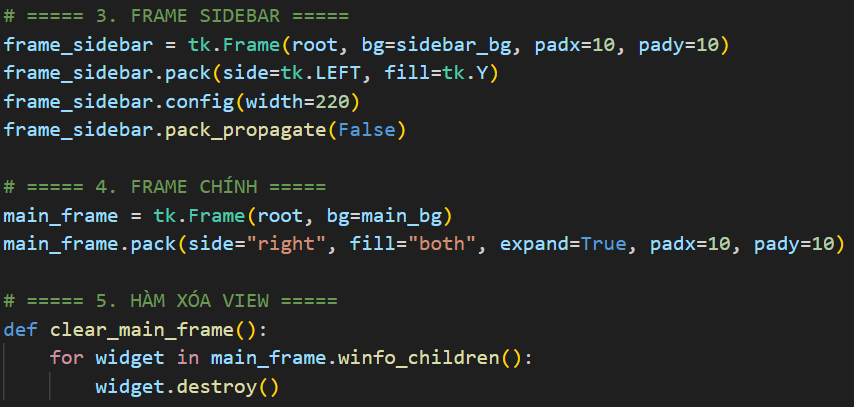 # ===== 3. FRAME SIDEBAR =====
frame_sidebar = tk.Frame(root, bg=sidebar_bg, padx=10, pady=10)
frame_sidebar.pack(side=tk.LEFT, fill=tk.Y)
frame_sidebar.config(width=220)
frame_sidebar.pack_propagate(False)

# ===== 4. FRAME CHÍNH =====
main_frame = tk.Frame(root, bg=main_bg)
main_frame.pack(side="right", fill="both", expand=True, padx=10, pady=10)

# ===== 5. HÀM XÓA VIEW =====
def clear_main_frame():
    for widget in main_frame.winfo_children():
        widget.destroy()